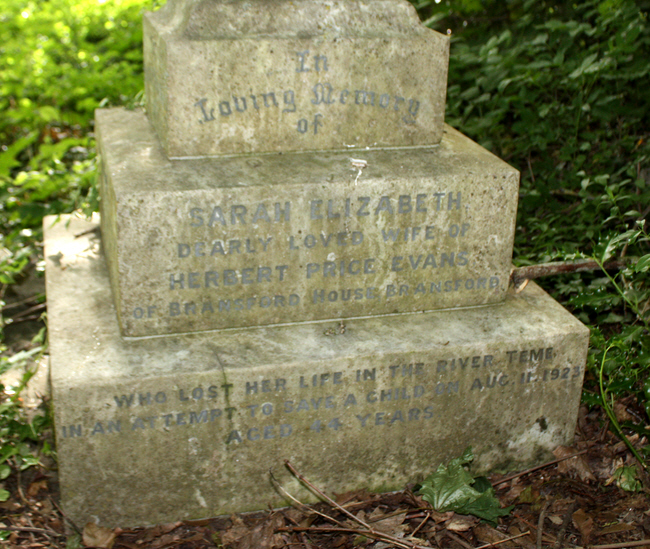 In
Loving Memory
of
SARAH ELIZABETH
DEARLY LOVED WIFE OF
HERBERT PRICE EVANS
OF BRANSFORD HOUSE BRANSFORD,
WHO LOST HER LIFE IN THE RIVER TEME
IN AN ATTEMPT TO SAVE A CHILD ON AUG 11. 1923
AGED 44 YEARS